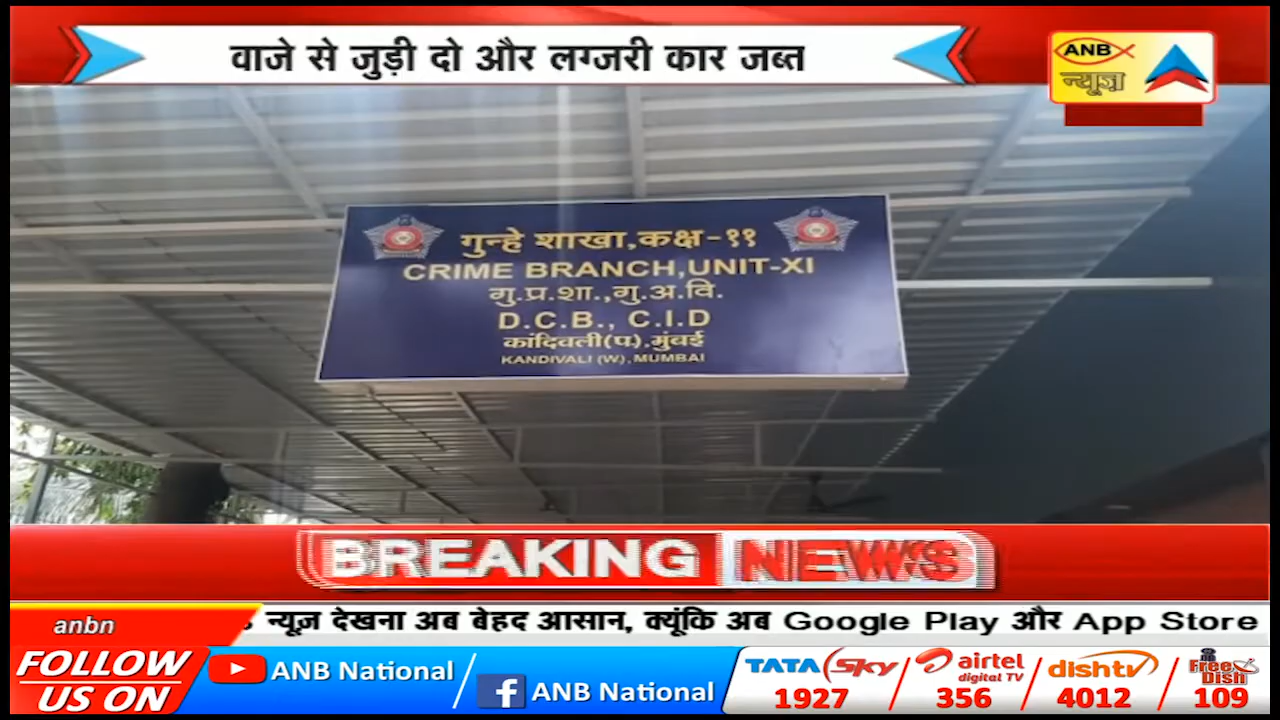 वाजे से जुड़ी दो और लग्जरी कार जब्त
ANB
न्यूज़
गुन्हे शाखा,कक्ष-११
CRIME BRANCH,UNIT-XI
गु.प्र.शा.,गु.अ.वि.
D.C.B., C.I.D
कांदिवली(प),मुंबई
KANDIVALI (W),MUMBAI
BREAKING NEWS
anbn
न्यूज़ देखना अब बेहद आसान, क्यूंकि अब Google Play और App Store
FOLLOW
US ON
ANB National
ANB National
TATA Sky
1927
airtel
digital TV
356
dishtv
4012
Free
Dish
109